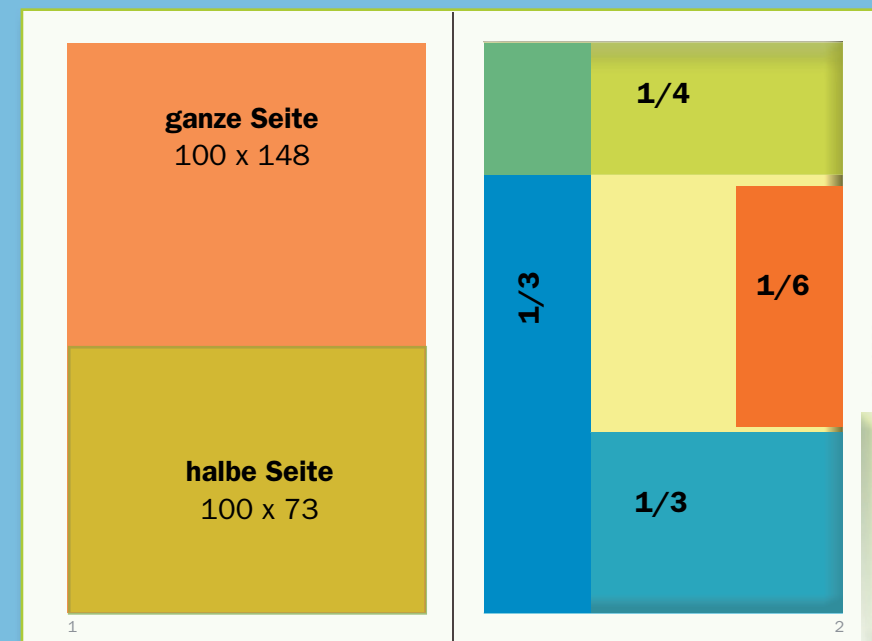 ganze Seite
100 x 148
halbe Seite
100 x 73
1
1/4
1/3
1/6
1/3
2